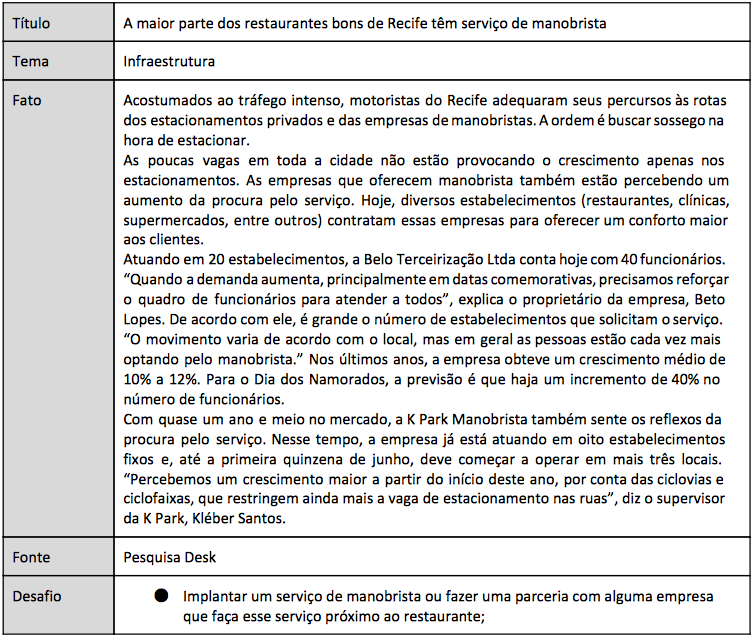 Título
A maior parte dos restaurantes bons de Recife têm serviço de manobrista
Tema
Infraestrutura
Fato
Acostumados ao tráfego intenso, motoristas do Recife adequaram seus percursos às rotas
dos estacionamentos privados e das empresas de manobristas. A ordem é buscar sossego na
hora de estacionar.
As poucas vagas em toda a cidade não estão provocando o crescimento apenas nos
estacionamentos. As empresas que oferecem manobrista também estão percebendo um
aumento da procura pelo serviço. Hoje, diversos estabelecimentos (restaurantes, clínicas,
supermercados, entre outros) contratam essas empresas para oferecer um conforto maior
aos clientes.
Atuando em 20 estabelecimentos, a Belo Terceirização Ltda conta hoje com 40 funcionários.
“Quando a demanda aumenta, principalmente em datas comemorativas, precisamos reforçar
o quadro de funcionários para atender a todos”, explica o proprietário da empresa, Beto
Lopes. De acordo com ele, é grande o número de estabelecimentos que solicitam o serviço.
“O movimento varia de acordo com o local, mas em geral as pessoas estão cada vez mais
optando pelo manobrista.” Nos últimos anos, a empresa obteve um crescimento médio de
10% a 12%. Para o Dia dos Namorados, a previsão é que haja um incremento de 40% no
número de funcionários.
Com quase um ano e meio no mercado, a K Park Manobrista também sente os reflexos da
procura pelo serviço. Nesse tempo, a empresa já está atuando em oito estabelecimentos
fixos e, até a primeira quinzena de junho, deve começar a operar em mais três locais.
“Percebemos um crescimento maior a partir do início deste ano, por conta das ciclovias e
ciclofaixas, que restringem ainda mais a vaga de estacionamento nas ruas”, diz o supervisor
da K Park, Kléber Santos.
Fonte
Pesquisa Desk
Desafio
● Implantar um serviço de manobrista ou fazer uma parceria com alguma empresa
que faça esse serviço próximo ao restaurante;